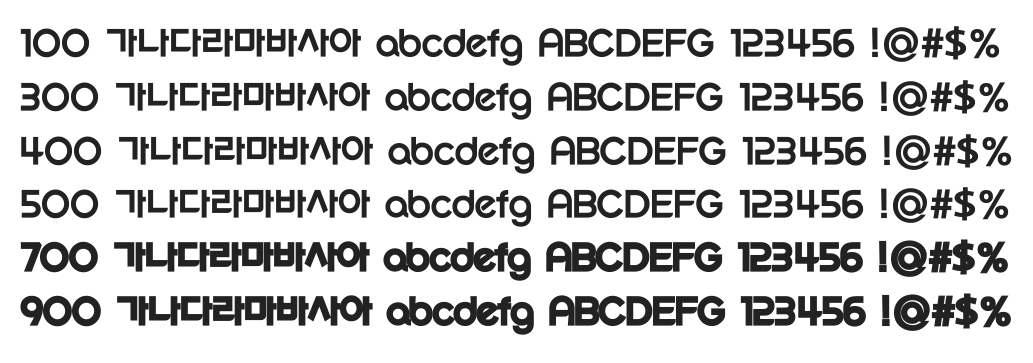 100 가나다라마바사아 abcdefg ABCDEFG 123456 !@#$%
300 가나다라마바사아 abcdefg ABCDEFG 123456 !@#$%
400 가나다라마바사아 abcdefg ABCDEFG 123456 !@#$%
500 가나다라마바사아 abcdefg ABCDEFG 123456 !@#$%
700 가나다라마바사아 abcdefg ABCDEFG 123456 !@#$%
900 가나다라마바사아 abcdefg ABCDEFG 123456 !@#$%